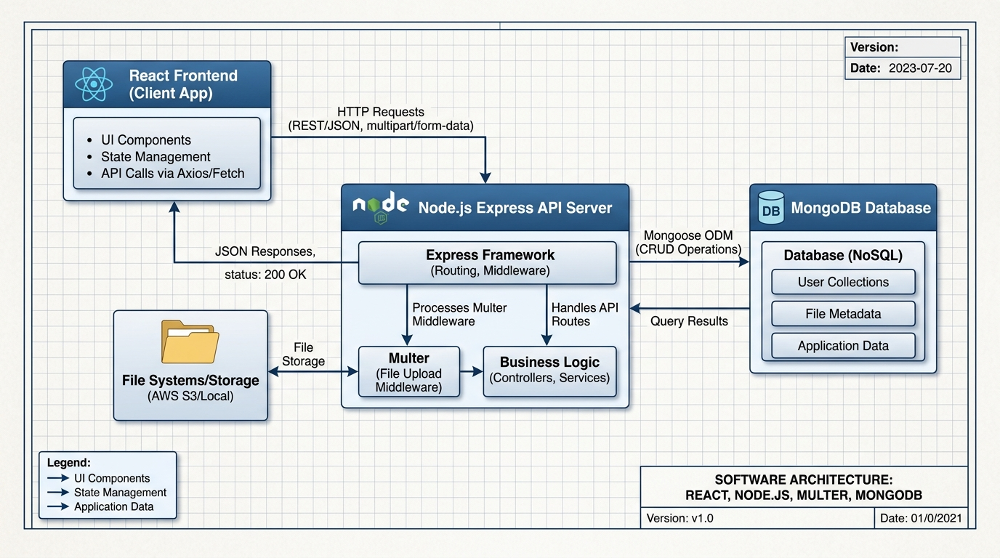 Version:
Date: 2023-07-20
React Frontend
(Client App)
• UI Components
• State Management
• API Calls via Axios/Fetch
HTTP Requests
(REST/JSON, multipart/form-data)
node
JS
Node.js Express API Server
Express Framework
(Routing, Middleware)
Processes Multer
Middleware
Handles API
Routes
Multer
(File Upload
Middleware)
Business Logic
(Controllers, Services)
JSON Responses,
status: 200 OK
File
Storage
File Systems/Storage
(AWS S3/Local)
Mongoose ODM
(CRUD Operations)
Query Results
DB
MongoDB Database
Database (NoSQL)
User Collections
File Metadata
Application Data
Legend:
UI Components
State Management
Application Data
SOFTWARE ARCHITECTURE:
REACT, NODE.JS, MULTER, MONGODB
Version: v1.0
Date: 01/0/2021